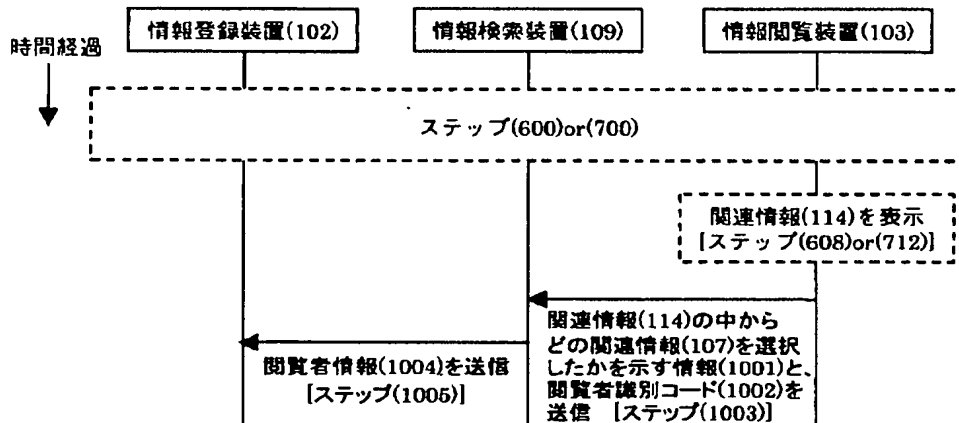 情報登録装置(102)
情報検索装置(109)
情報閲覧装置(103)
時間経過
ステップ(600)or(700)
関連情報(114)を表示
[ステップ(608)or(712)]
関連情報(114)の中から
どの関連情報(107)を選択
したかを示す情報(1001)と、
閲覧者識別コード(1002)を
送信 [ステップ(1003)]
閲覧者情報(1004)を送信
[ステップ(1005)]